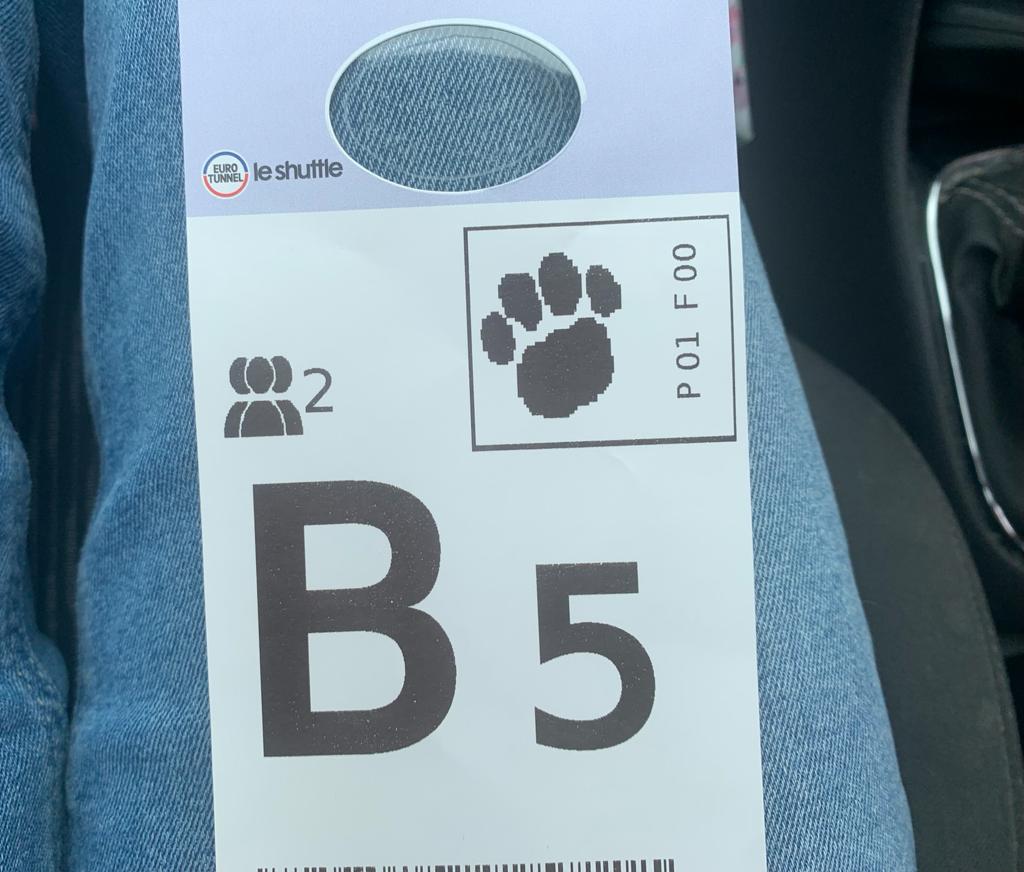 EURO
TUNNEL
le shuttle
P01 F00
2
B 5